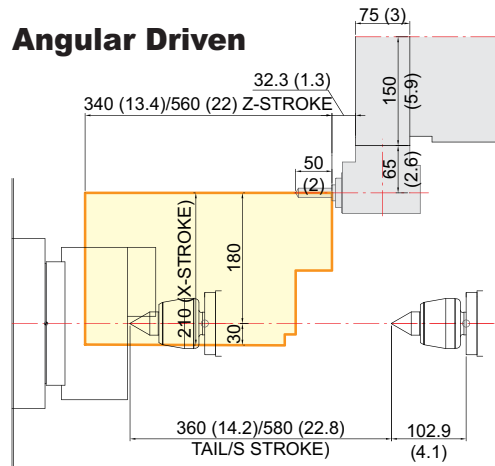 Angular Driven
75 (3)
32.3 (1.3)
340 (13.4)/560 (22) Z-STROKE
150
(5.9)
50
(2)
65
(2.6)
210 (X-STROKE)
180
30
360 (14.2)/580 (22.8)
TAIL/S STROKE)
102.9
(4.1)